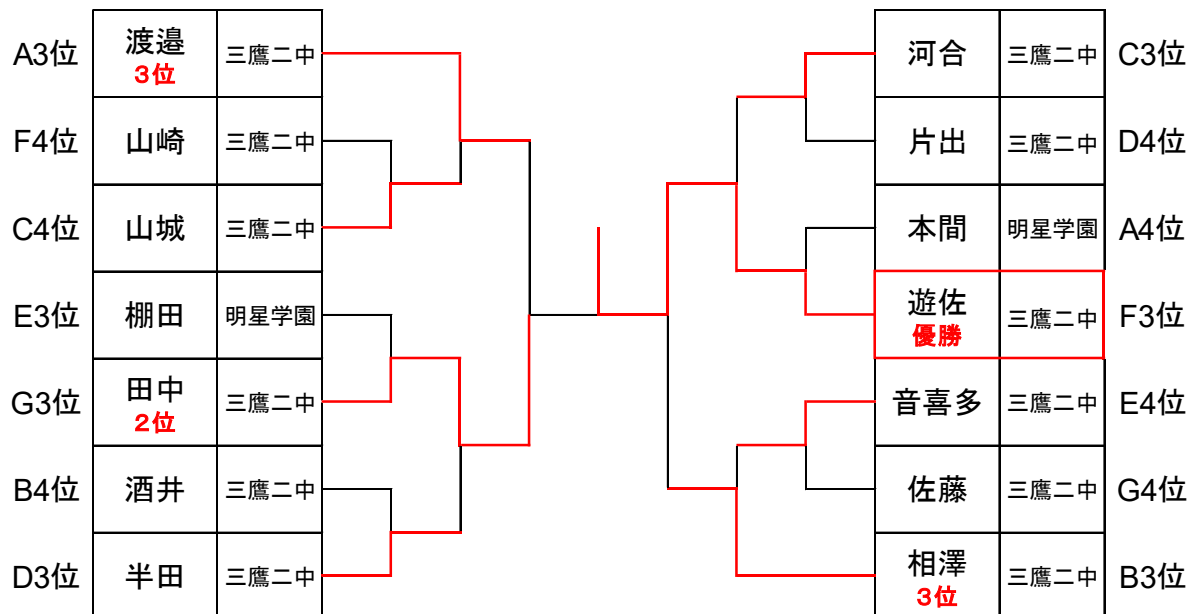 A3位 渡邉 三鷹二中
3位
F4位 山崎 三鷹二中
C4位 山城 三鷹二中
E3位 棚田 明星学園
G3位 田中 三鷹二中
2位
B4位 酒井 三鷹二中
D3位 半田 三鷹二中
河合 三鷹二中 C3位
片出 三鷹二中 D4位
本間 明星学園 A4位
遊佐 三鷹二中 F3位
優勝
音喜多 三鷹二中 E4位
佐藤 三鷹二中 G4位
相澤 三鷹二中 B3位
3位